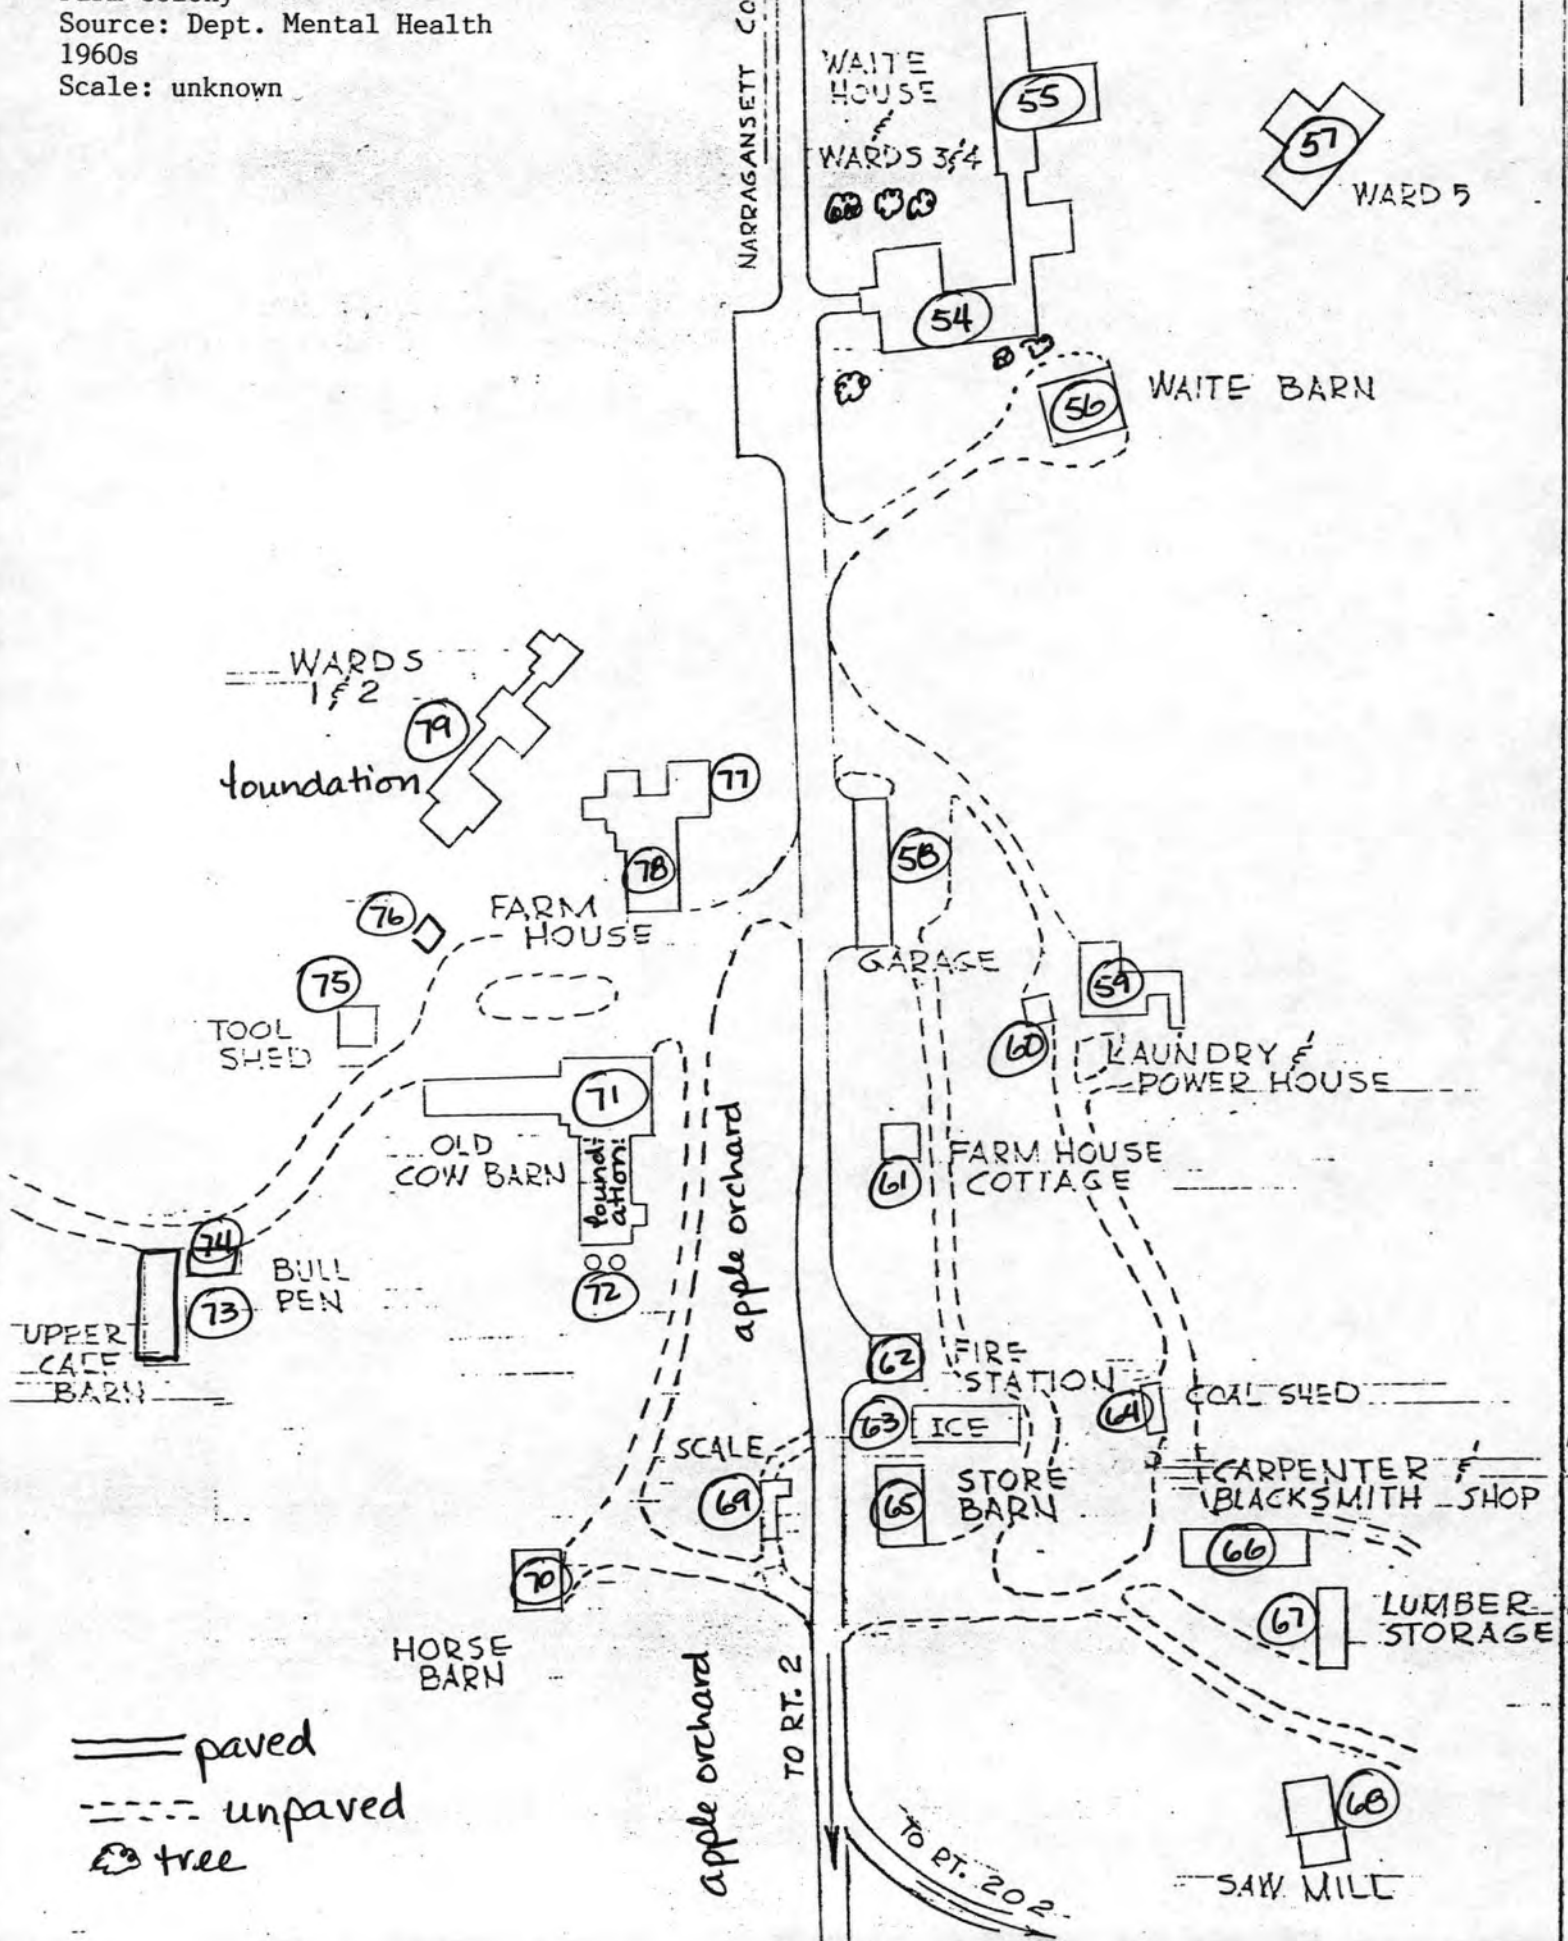 Source: Dept. Mental Health
1960s
Scale: unknown
NARRAGANSETT CO
WAITE
HOUSE
&
WARDS 3&4
55
57
WARD 5
54
56
WAITE BARN
WARDS
1 & 2
79
foundation
77
78
58
76
FARM
HOUSE
GARAGE
75
TOOL
SHED
59
60
LAUNDRY &
POWER HOUSE
71
OLD
COW BARN
found-
ation
apple orchard
61
FARM HOUSE
COTTAGE
74
BULL
PEN
73
72
UPPER
CALF
BARN
62
FIRE
STATION
63
ICE
64
COAL SHED
SCALE
69
65
STORE
BARN
CARPENTER &
BLACKSMITH SHOP
66
70
67
LUMBER
STORAGE
HORSE
BARN
apple orchard
TO RT. 2
paved
unpaved
tree
TO RT. 202
68
SAW MILL